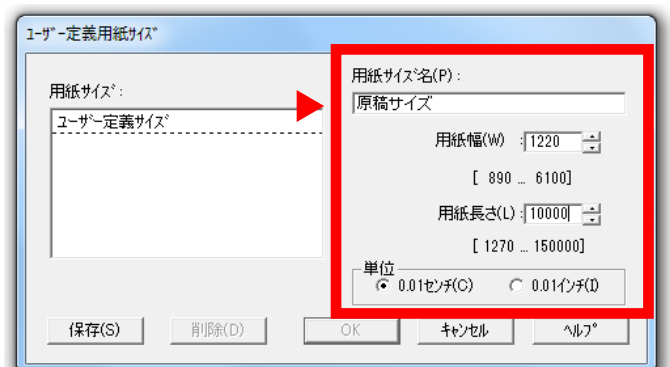 ﾕｰｻﾞｰ定義用紙ｻｲｽﾞ
用紙ｻｲｽﾞ:
ﾕｰｻﾞｰ定義ｻｲｽﾞ
用紙ｻｲｽﾞ名(P):
原稿サイズ
用紙幅(W) :1220
[ 890 ... 6100]
用紙長さ(L):10000
[ 1270 ... 150000]
単位
0.01ｾﾝﾁ(C) 0.01ｲﾝﾁ(I)
保存(S) 削除(D) OK ｷｬﾝｾﾙ ﾍﾙﾌﾟ